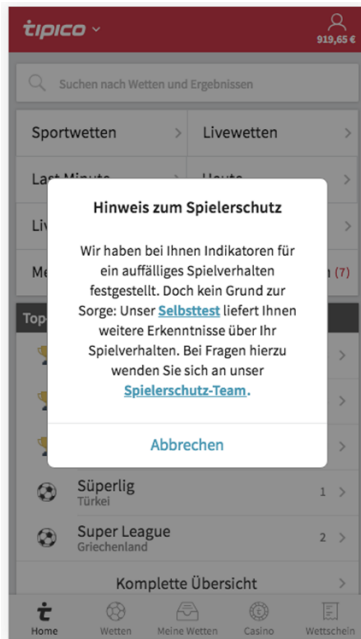 tipico
919,65 €
Suchen nach Wetten und Ergebnissen
Sportwetten
Livewetten
Last Minute
Heute
Hinweis zum Spielerschutz
Wir haben bei Ihnen Indikatoren für
ein auffälliges Spielverhalten
festgestellt. Doch kein Grund zur
Sorge: Unser Selbsttest liefert Ihnen
weitere Erkenntnisse über Ihr
Spielverhalten. Bei Fragen hierzu
wenden Sie sich an unser
Spielerschutz-Team.
Abbrechen
(7)
Top-
Süperlig
1
Türkei
Super League
2
Griechenland
Komplette Übersicht
Home
Wetten
Meine Wetten
Casino
Wettschein